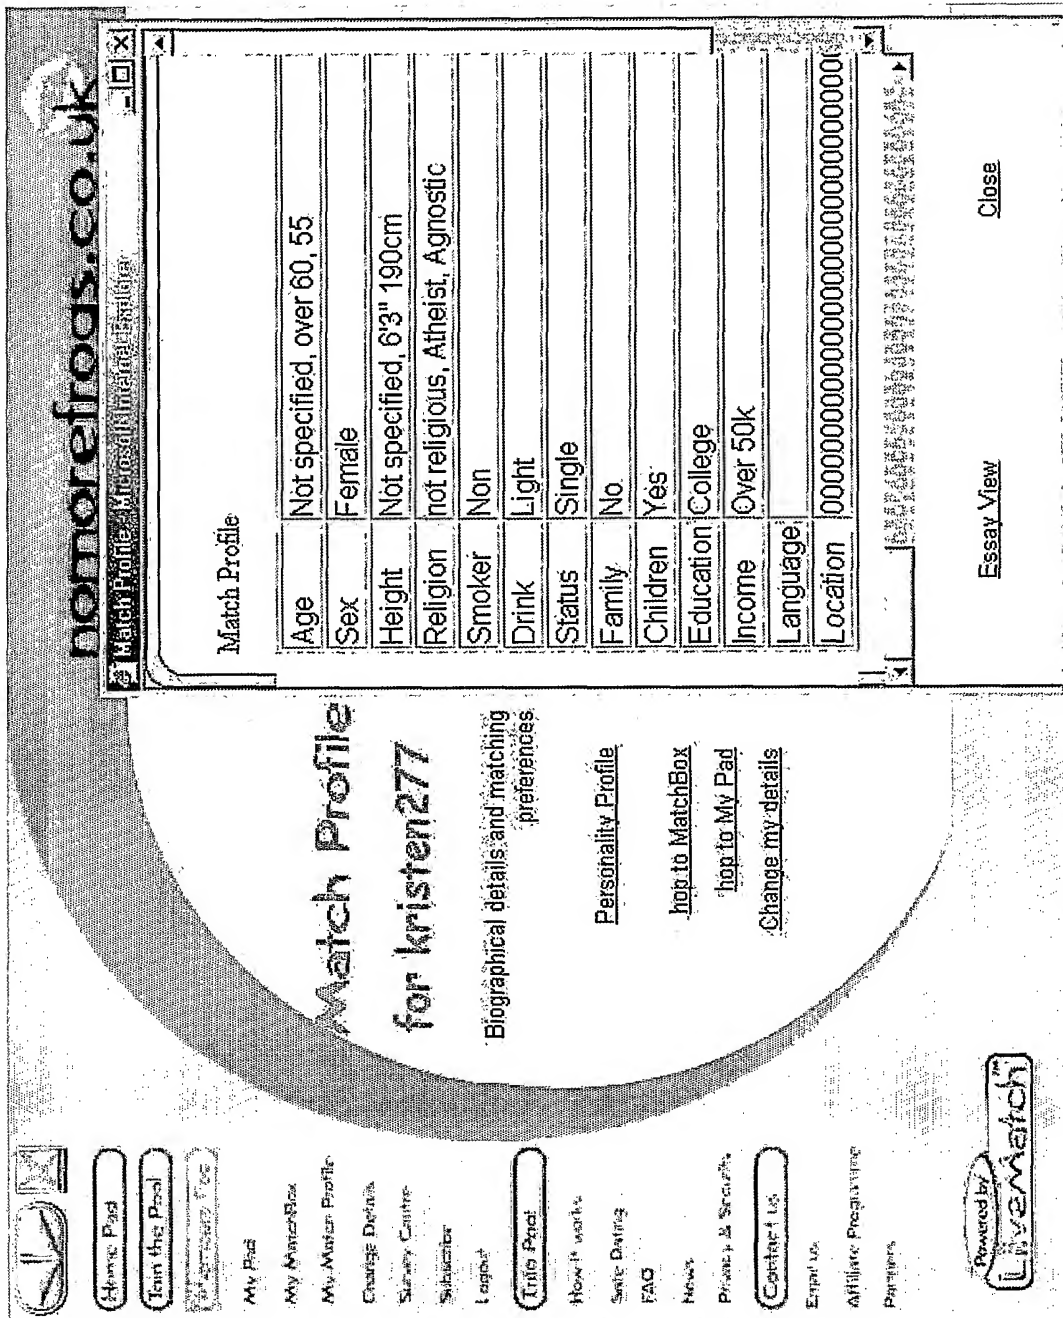 nomorefrogs.co.uk
Home Pad
Join the Pool
My Pad
My MatchBox
My Match Profile
Change Details
Survey Centre
Subscribe
Logout
Info Pool
How it works
Safe Dating
FAQ
News
Privacy & Security
Contact us
Email us
Affiliate Programme
Partners
Powered by
LiveMatch™
Match Profile
for kristen277
Biographical details and matching
preferences
Personality Profile
hop to MatchBox
hop to My Pad
Change my details
Match Profile - Microsoft Internet Explorer
Match Profile
Age Not specified, over 60, 55
Sex Female
Height Not specified, 6'3" 190cm
Religion not religious, Atheist, Agnostic
Smoker Non
Drink Light
Status Single
Family No
Children Yes
Education College
Income Over 50k
Language
Location
Essay View
Close